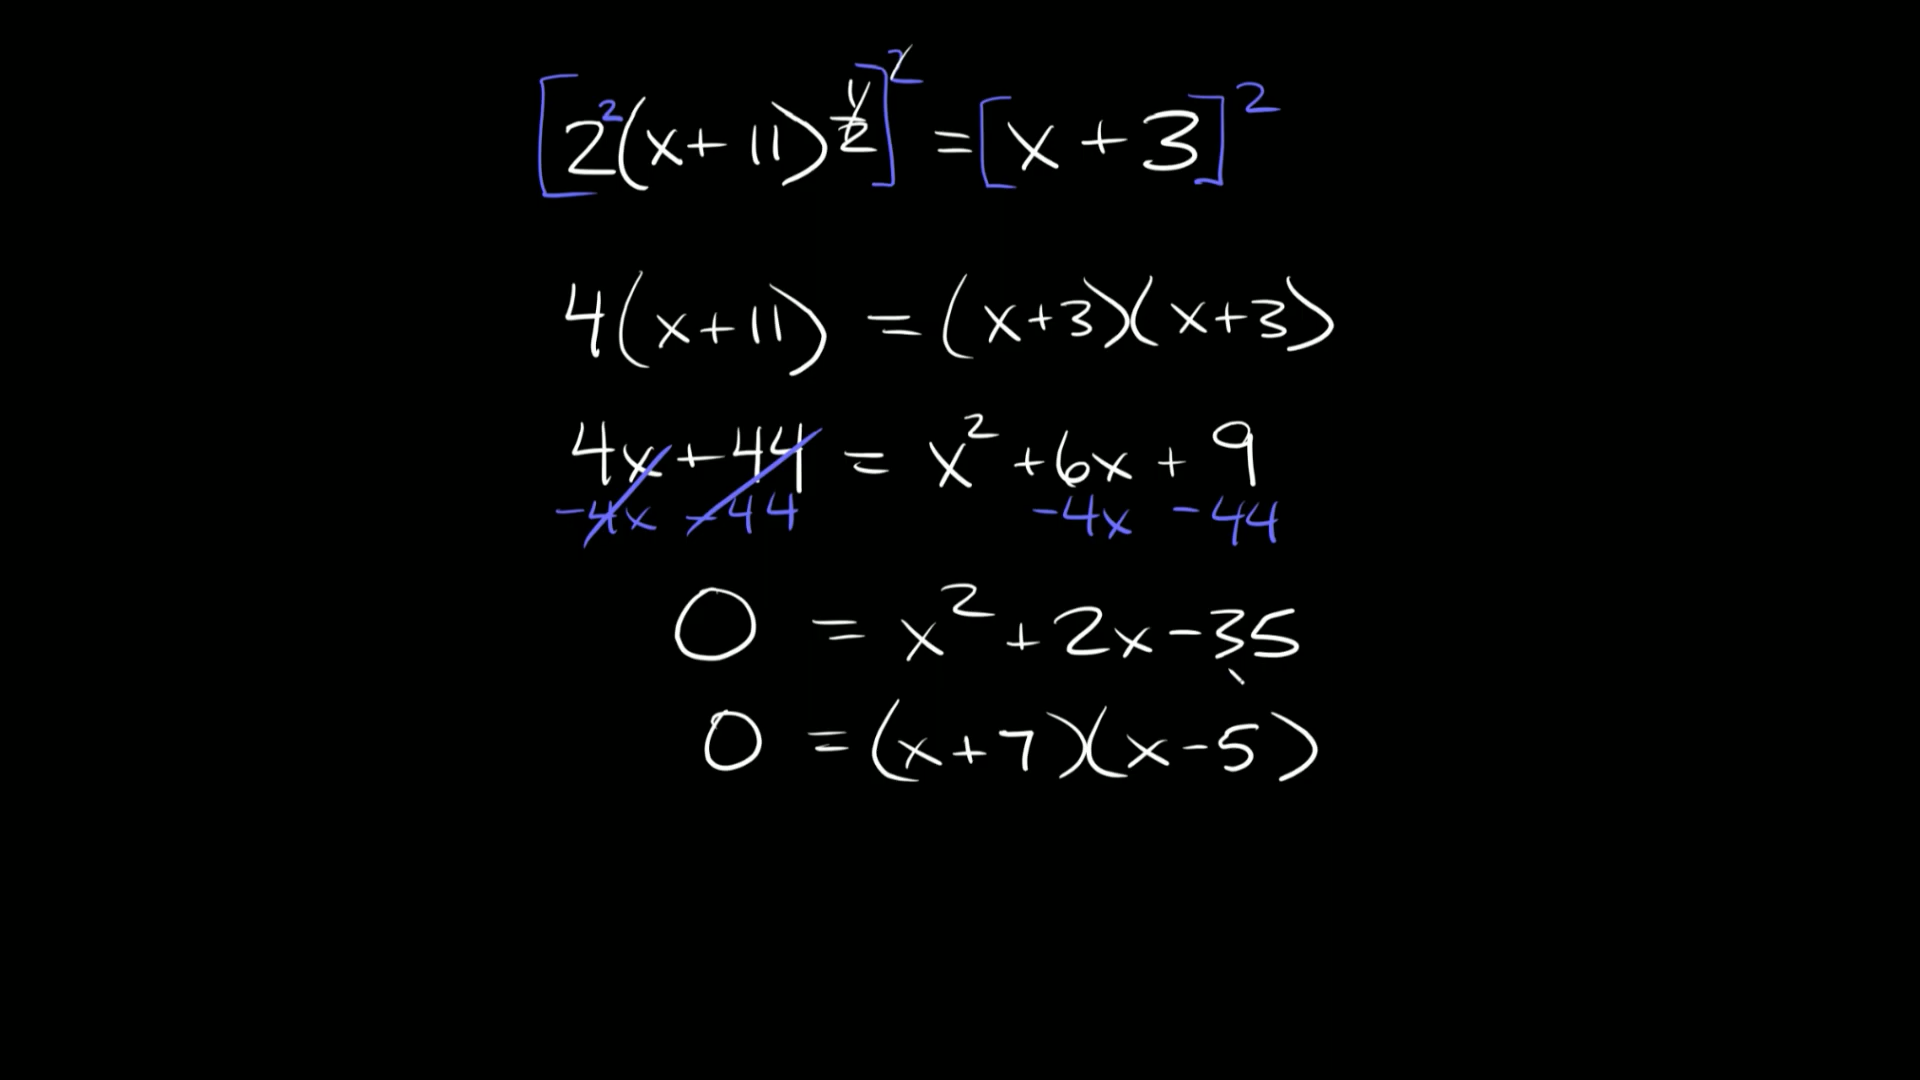 [2²(x+11)^½]² = [x+3]²
4(x+11) = (x+3)(x+3)
4x+44 = x²+6x+9
-4x -44 -4x -44
0 = x²+2x-35
0 = (x+7)(x-5)